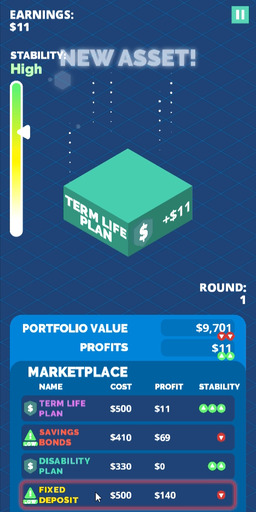 EARNINGS:
$11
STABILITY:
High
NEW ASSET!
TERM LIFE
PLAN
$
+$11
ROUND:
1
PORTFOLIO VALUE $9,701
PROFITS $11
MARKETPLACE
NAME COST PROFIT STABILITY
$ TERM LIFE
PLAN $500 $11
LOW SAVINGS
BONDS $410 $69
$ DISABILITY
PLAN $330 $0
LOW FIXED
DEPOSIT $500 $140